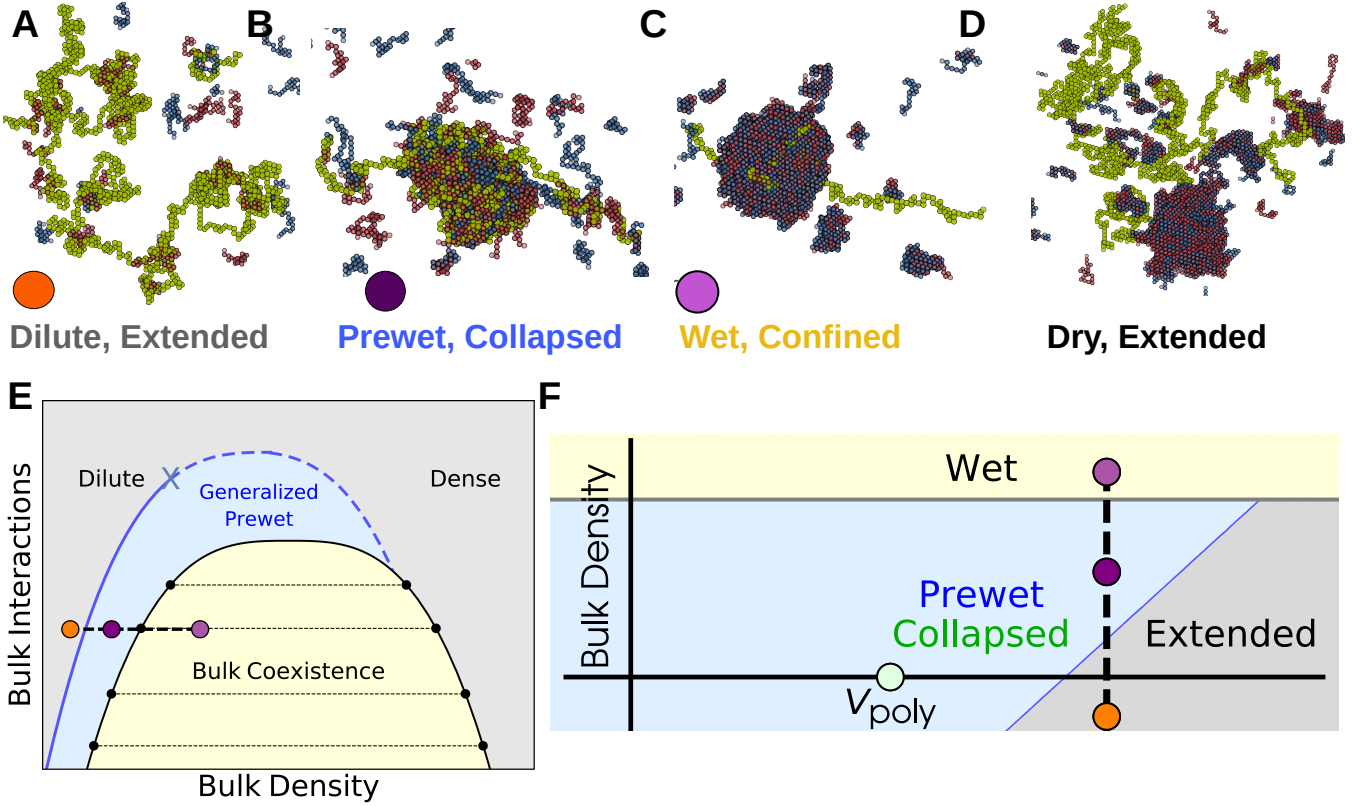 A
B
C
D
Dilute, Extended
Prewet, Collapsed
Wet, Confined
Dry, Extended
E
Bulk Interactions
Dilute
X
Generalized
Prewet
Dense
Bulk Coexistence
Bulk Density
F
Bulk Density
Wet
Prewet
Collapsed
Extended
Vpoly